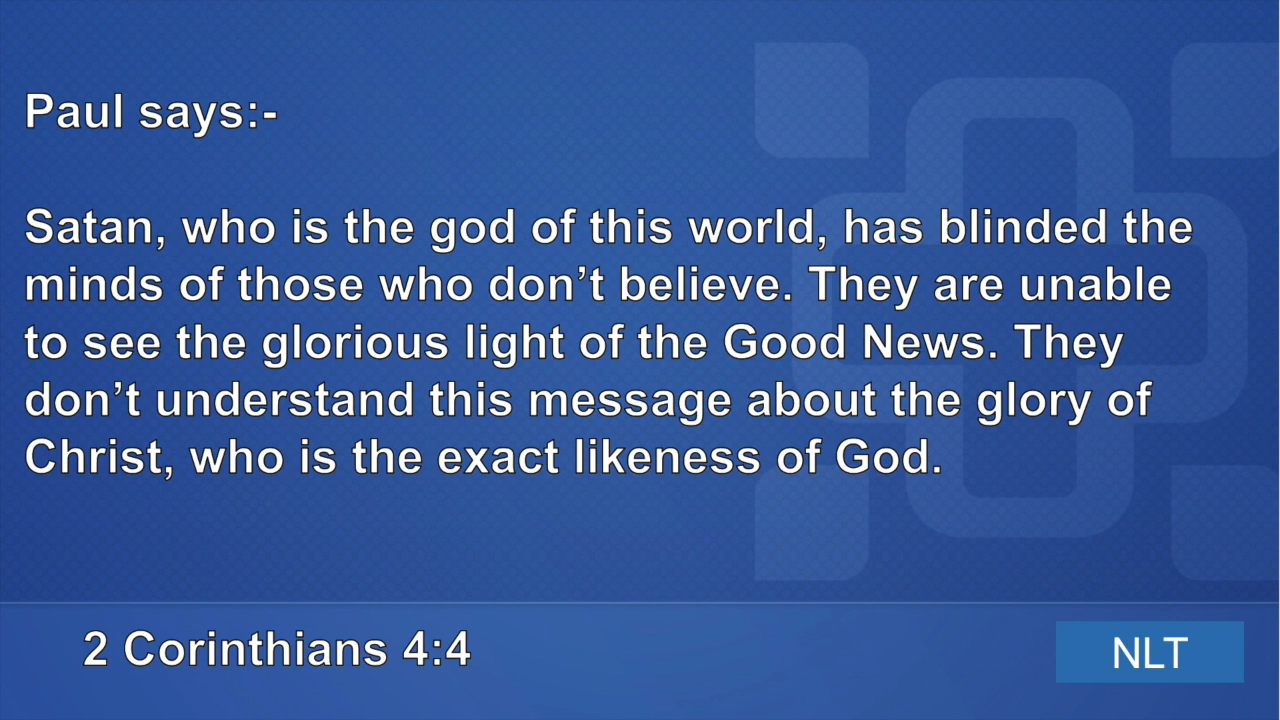 Paul says:-
Satan, who is the god of this world, has blinded the
minds of those who don’t believe. They are unable
to see the glorious light of the Good News. They
don’t understand this message about the glory of
Christ, who is the exact likeness of God.
2 Corinthians 4:4
NLT